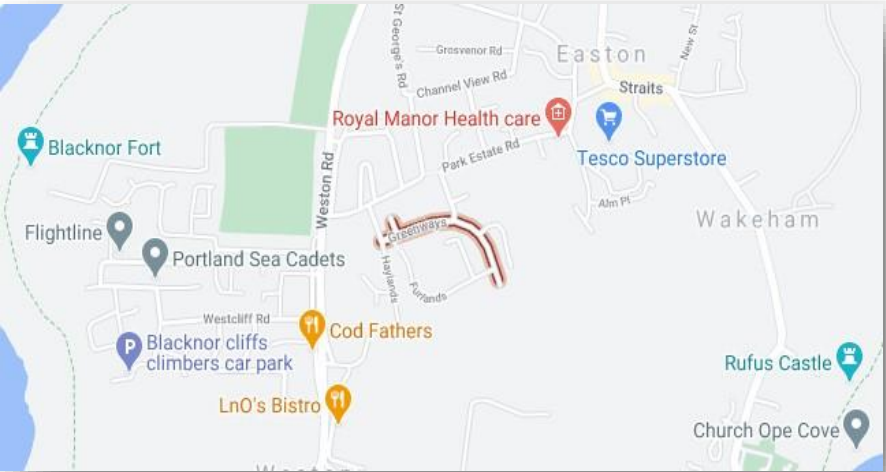 St George's Rd
Grosvenor Rd
Easton
New St
Channel View Rd
Straits
Royal Manor Health care
Tesco Superstore
Blacknor Fort
Park Estate Rd
Weston Rd
Alm Pl
Wakeham
Flightline
Greenways
Portland Sea Cadets
Haylands
Furlands
Westcliff Rd
Cod Fathers
P
Blacknor cliffs
climbers car park
Rufus Castle
LnO's Bistro
Church Ope Cove